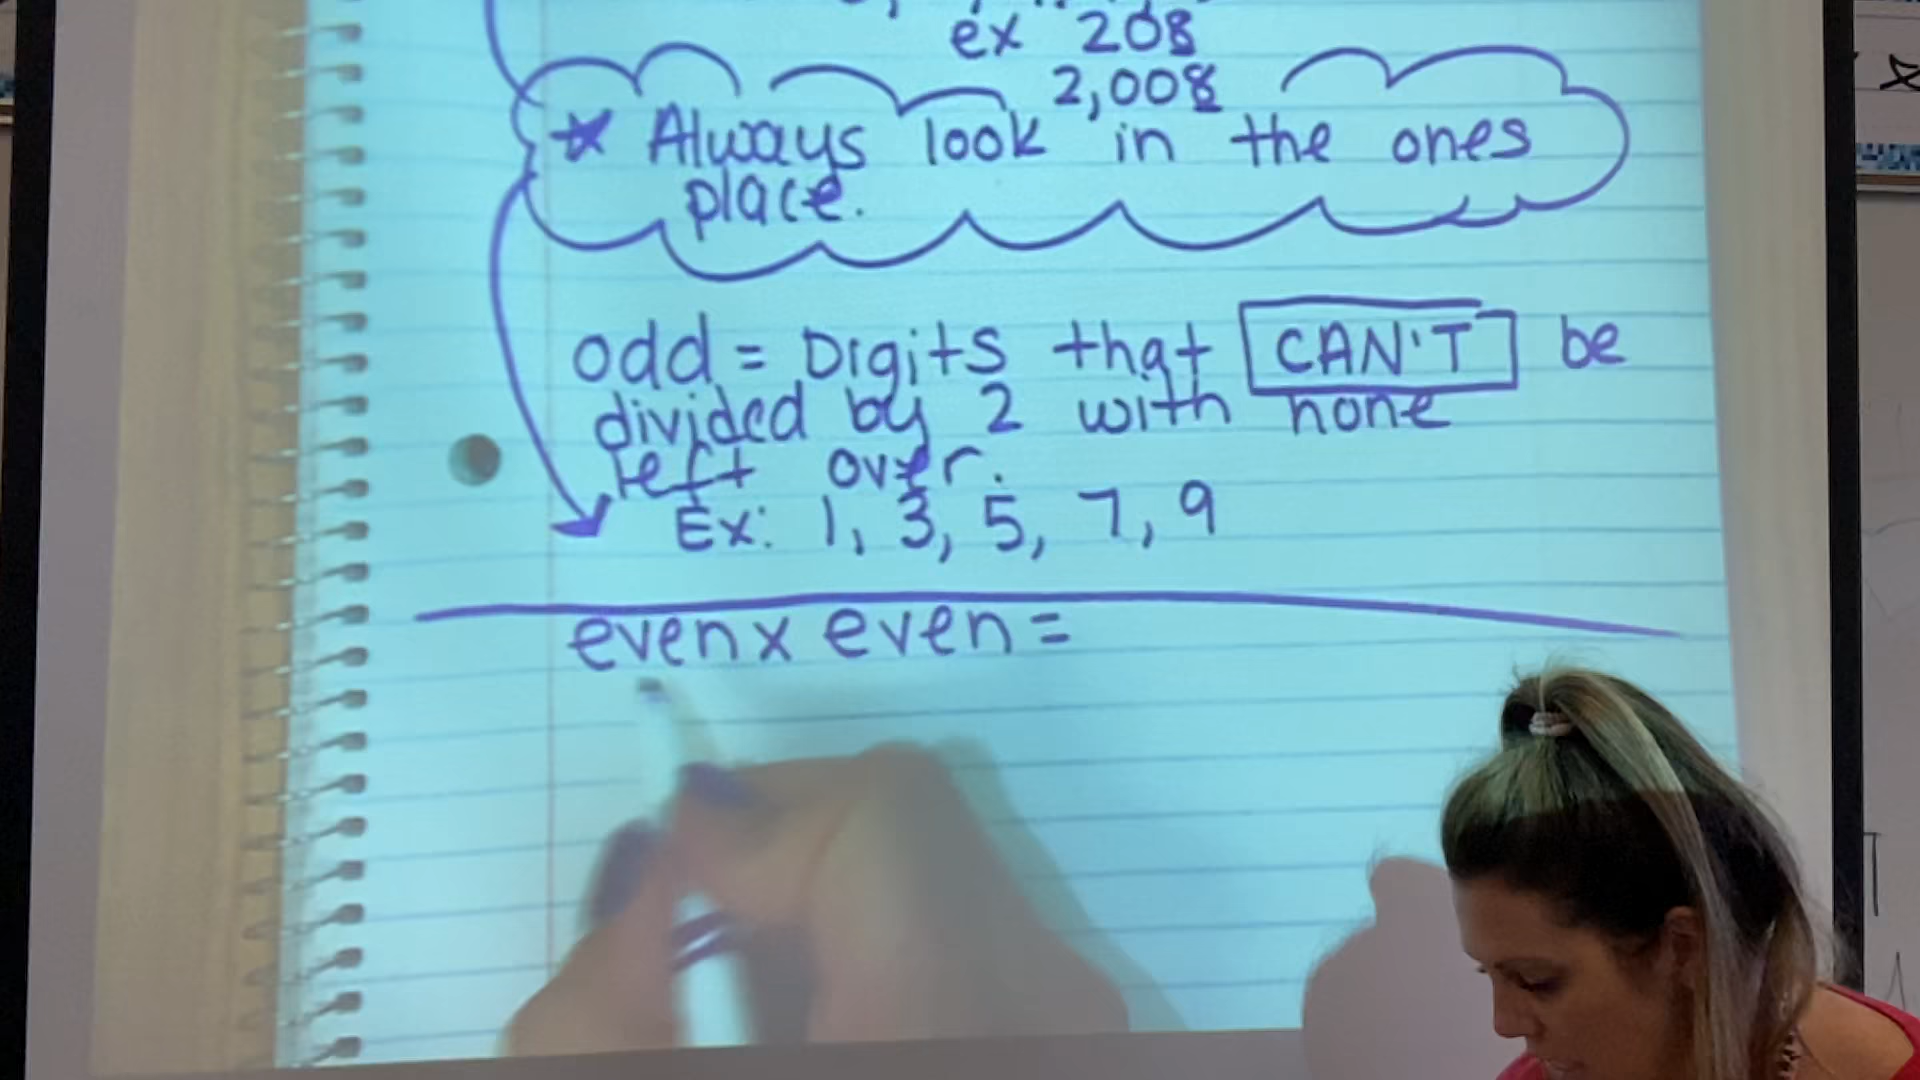 ex 208
2,008
* Always look in the ones
place.
odd = Digits that CAN'T be
divided by 2 with none
left over.
Ex: 1, 3, 5, 7, 9
even x even =